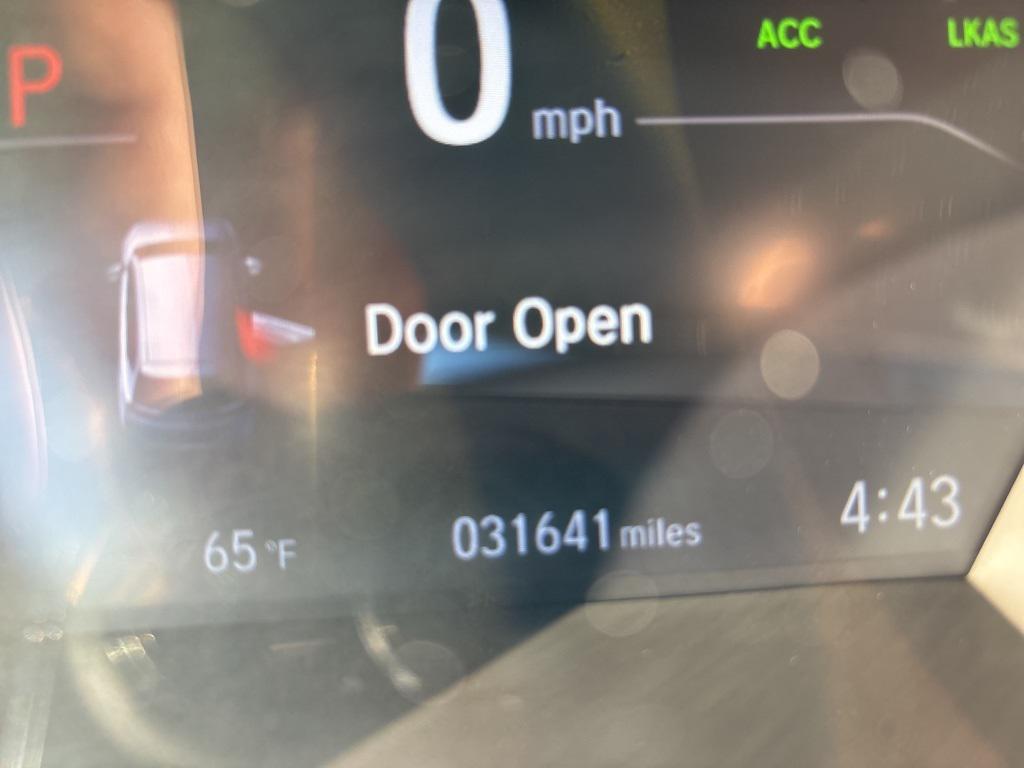 P
0 mph
ACC LKAS
Door Open
65 °F 031641 miles 4:43